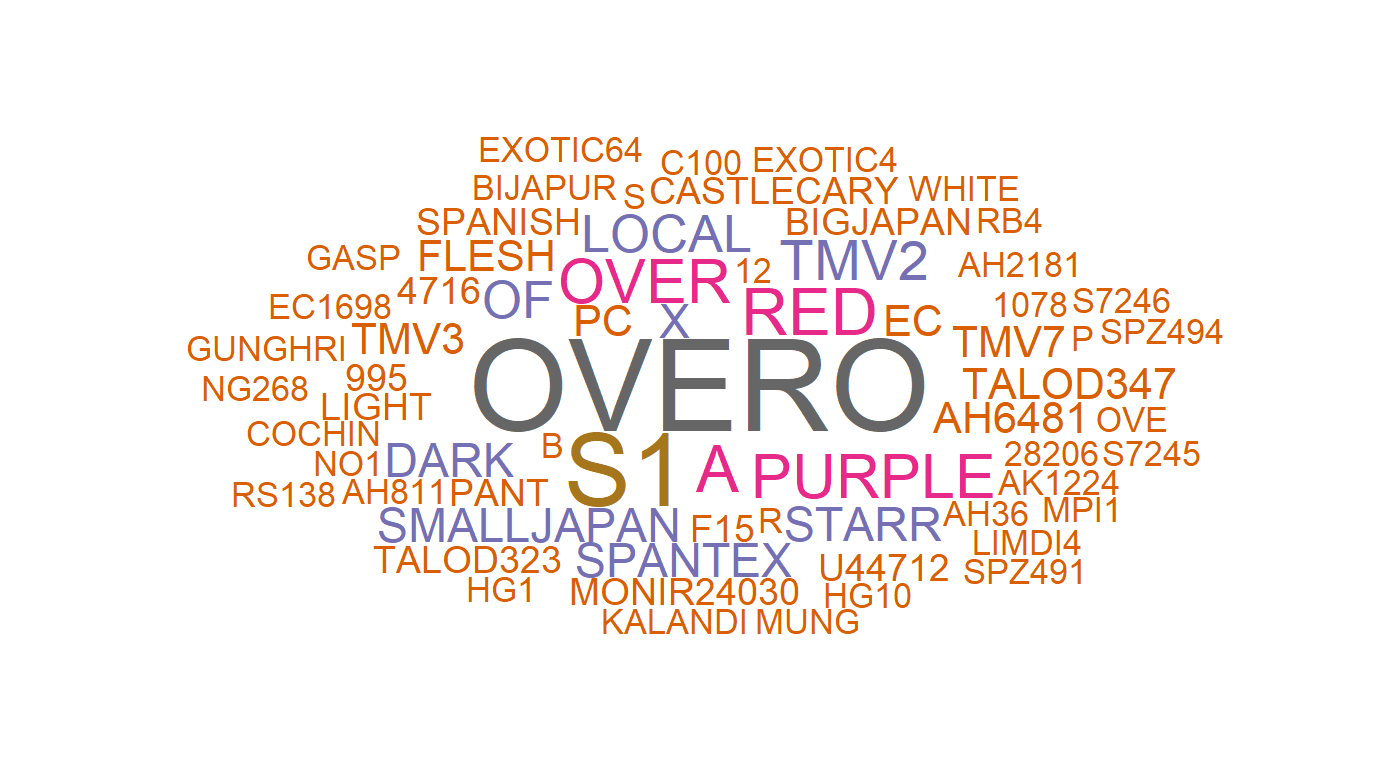 EXOTIC64
C100 EXOTIC4
BIJAPUR S CASTLECARY WHITE
SPANISH LOCAL BIGJAPAN RB4
GASP FLESH OVER 12 TMV2 AH2181
EC1698 4716 OF PC X RED EC 1078 S7246
GUNGHRI TMV3 TMV7 P SPZ494
NG268 995 OVERO TALOD347
LIGHT AH6481 OVE
COCHIN B
NO1 DARK S1 A PURPLE 28206 S7245
RS138 AH811 PANT AK1224
SMALLJAPAN F15 R STARR AH36 MPI1
TALOD323 SPANTEX U44712 LIMDI4
SPZ491
HG1 MONIR24030 HG10
KALANDI MUNG